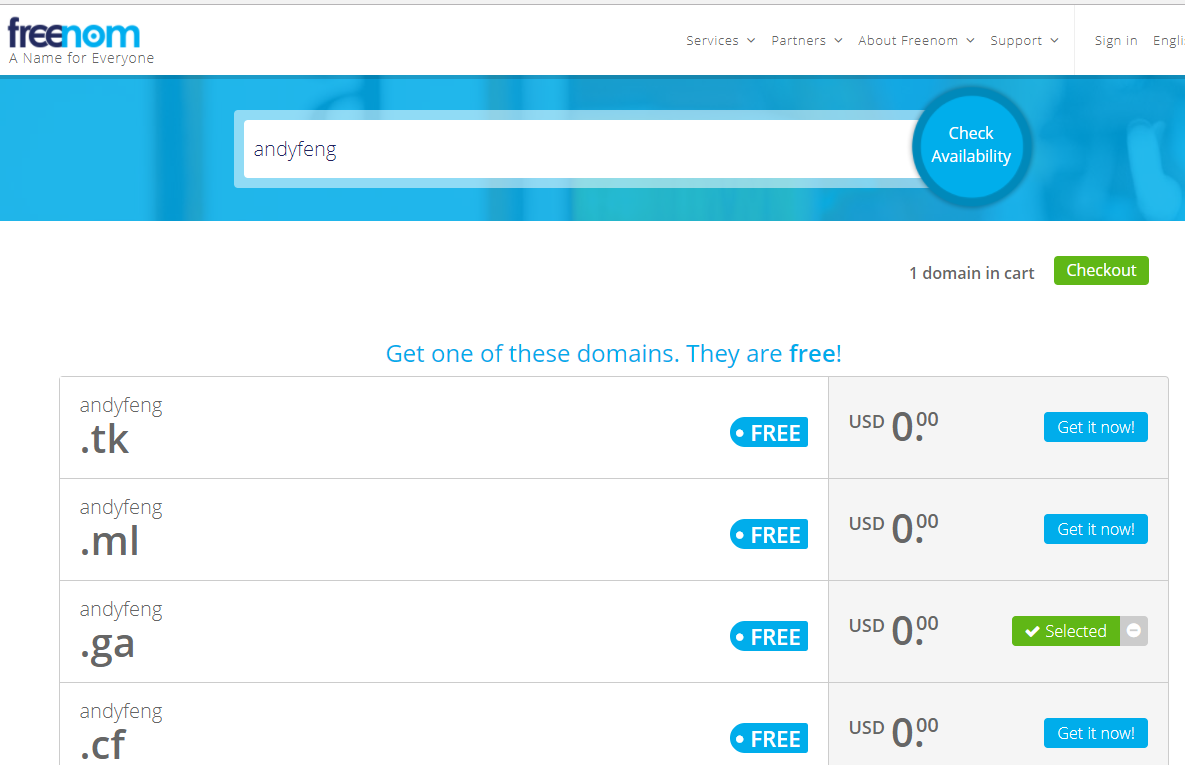 freenom
A Name for Everyone
Services Partners About Freenom Support Sign in Engli
andyfeng
Check
Availability
1 domain in cart Checkout
Get one of these domains. They are free!
andyfeng
.tk
FREE
USD 0.00
Get it now!
andyfeng
.ml
FREE
USD 0.00
Get it now!
andyfeng
.ga
FREE
USD 0.00
Selected
andyfeng
.cf
FREE
USD 0.00
Get it now!